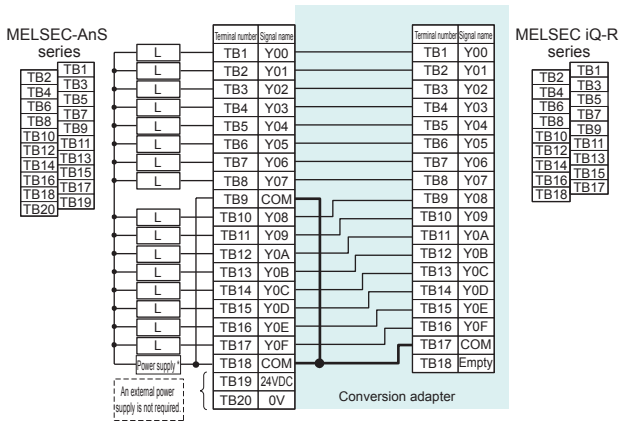 MELSEC-AnS
series
TB1
TB2
TB3
TB4
TB5
TB6
TB7
TB8
TB9
TB10
TB11
TB12
TB13
TB14
TB15
TB16
TB17
TB18
TB19
TB20
Terminal number Signal name
L TB1 Y00
L TB2 Y01
L TB3 Y02
L TB4 Y03
L TB5 Y04
L TB6 Y05
L TB7 Y06
L TB8 Y07
TB9 COM
L TB10 Y08
L TB11 Y09
L TB12 Y0A
L TB13 Y0B
L TB14 Y0C
L TB15 Y0D
L TB16 Y0E
L TB17 Y0F
Power supply * TB18 COM
TB19 24VDC
TB20 0V
An external power
supply is not required.
Terminal number Signal name
TB1 Y00
TB2 Y01
TB3 Y02
TB4 Y03
TB5 Y04
TB6 Y05
TB7 Y06
TB8 Y07
TB9 Y08
TB10 Y09
TB11 Y0A
TB12 Y0B
TB13 Y0C
TB14 Y0D
TB15 Y0E
TB16 Y0F
TB17 COM
TB18 Empty
Conversion adapter
MELSEC iQ-R
series
TB1
TB2
TB3
TB4
TB5
TB6
TB7
TB8
TB9
TB10
TB11
TB12
TB13
TB14
TB15
TB16
TB17
TB18